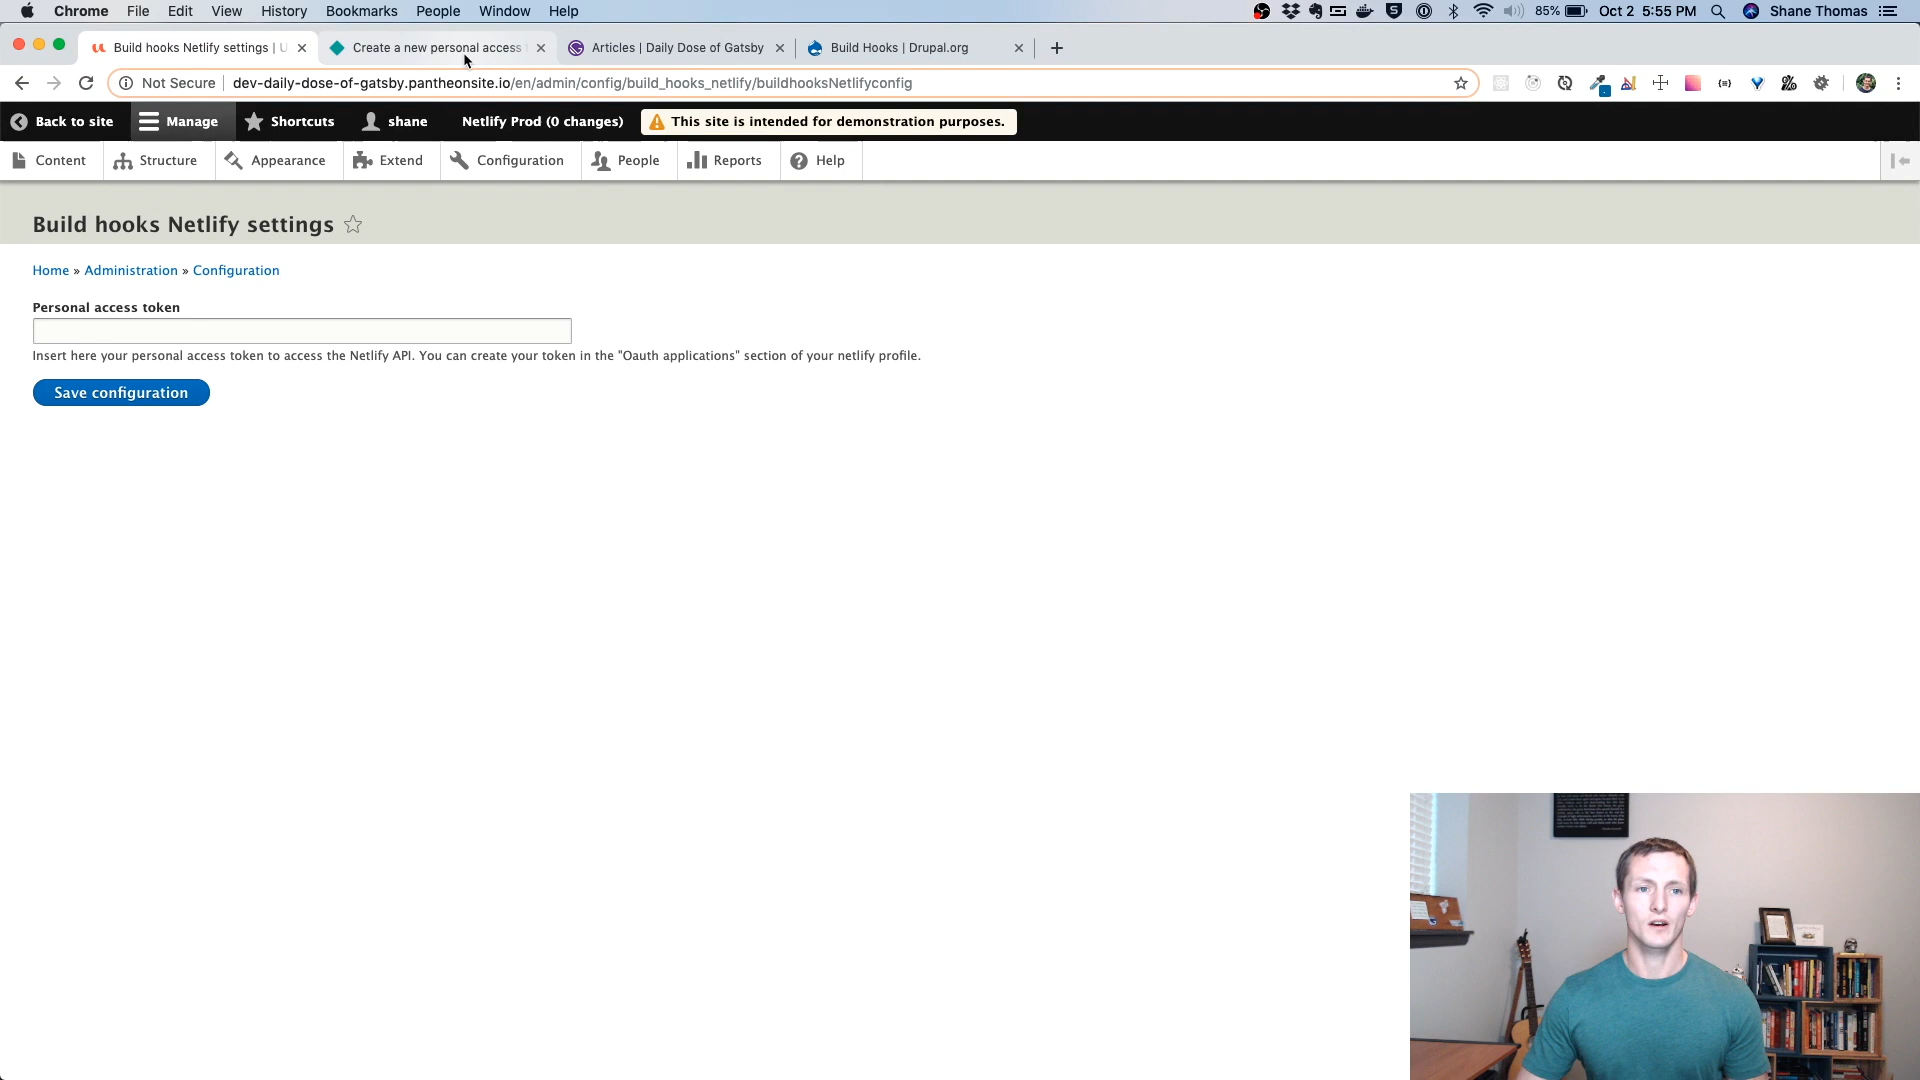 Chrome File Edit View History Bookmarks People Window Help 85% Oct 2 5:55 PM Shane Thomas
Build hooks Netlify settings | U Create a new personal access Articles | Daily Dose of Gatsby Build Hooks | Drupal.org
Not Secure dev-daily-dose-of-gatsby.pantheonsite.io/en/admin/config/build_hooks_netlify/buildhooksNetlifyconfig
Back to site Manage Shortcuts shane Netlify Prod (0 changes) This site is intended for demonstration purposes.
Content Structure Appearance Extend Configuration People Reports Help
Build hooks Netlify settings
Home » Administration » Configuration
Personal access token
Insert here your personal access token to access the Netlify API. You can create your token in the "Oauth applications" section of your netlify profile.
Save configuration